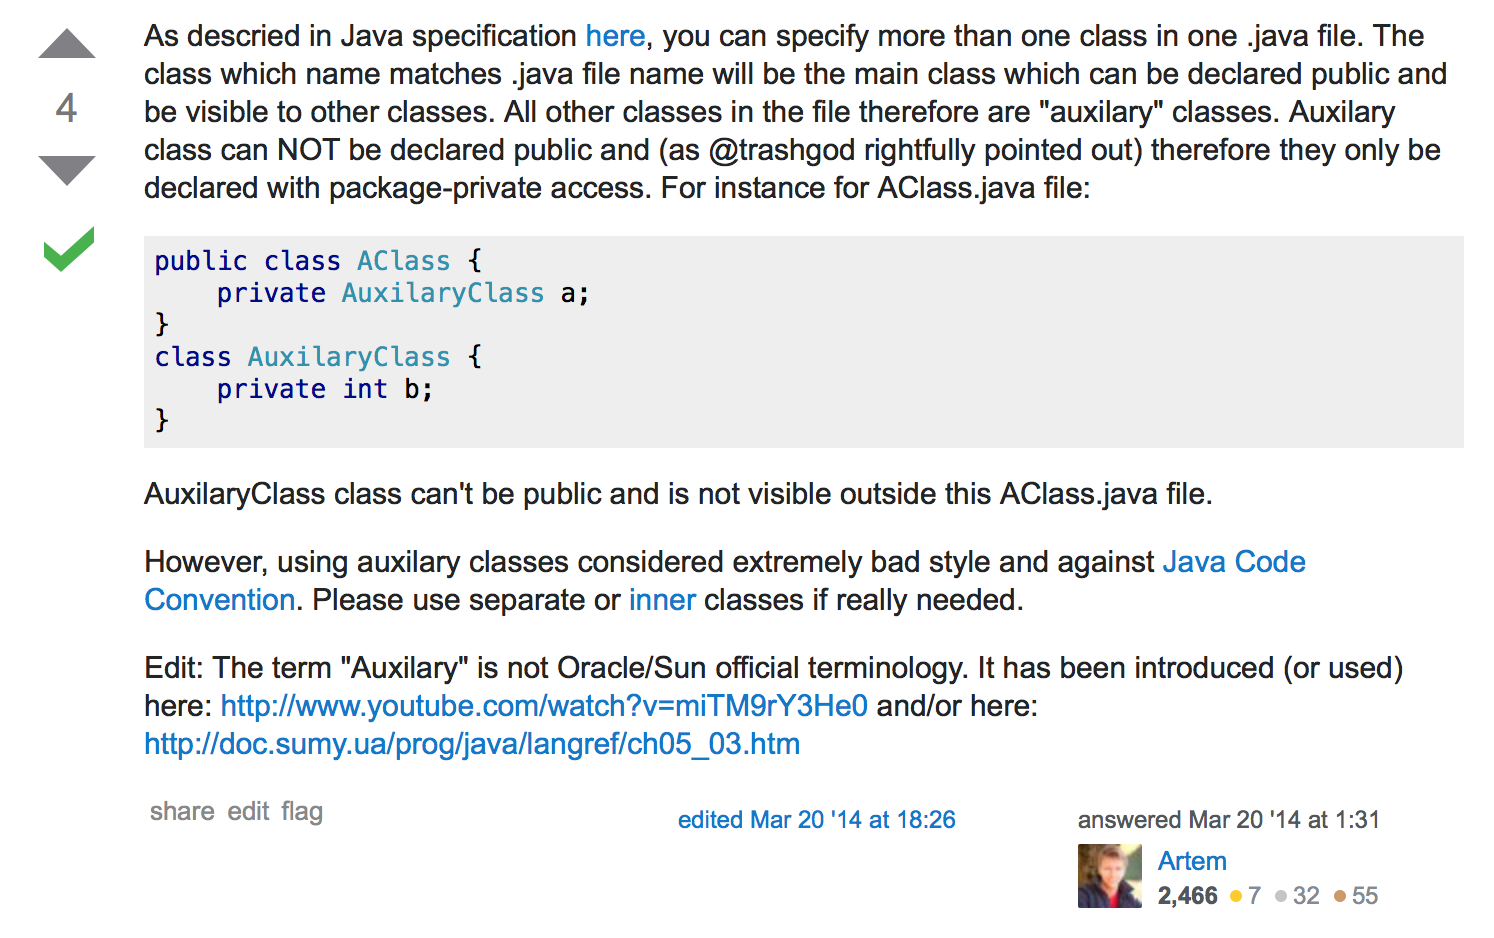 As descried in Java specification here, you can specify more than one class in one .java file. The
class which name matches .java file name will be the main class which can be declared public and
4
be visible to other classes. All other classes in the file therefore are "auxilary" classes. Auxilary
class can NOT be declared public and (as @trashgod rightfully pointed out) therefore they only be
declared with package-private access. For instance for AClass.java file:
public class AClass {
    private AuxilaryClass a;
}
class AuxilaryClass {
    private int b;
}
AuxilaryClass class can't be public and is not visible outside this AClass.java file.
However, using auxilary classes considered extremely bad style and against Java Code
Convention. Please use separate or inner classes if really needed.
Edit: The term "Auxilary" is not Oracle/Sun official terminology. It has been introduced (or used)
here: http://www.youtube.com/watch?v=miTM9rY3He0 and/or here:
http://doc.sumy.ua/prog/java/langref/ch05_03.htm
share edit flag
edited Mar 20 '14 at 18:26
answered Mar 20 '14 at 1:31
Artem
2,466 7 32 55